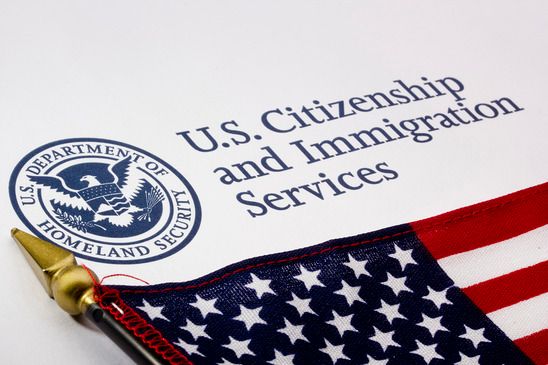 U.S. DEPARTMENT OF
HOMELAND SECURITY
U.S. Citizenship
and Immigration
Services